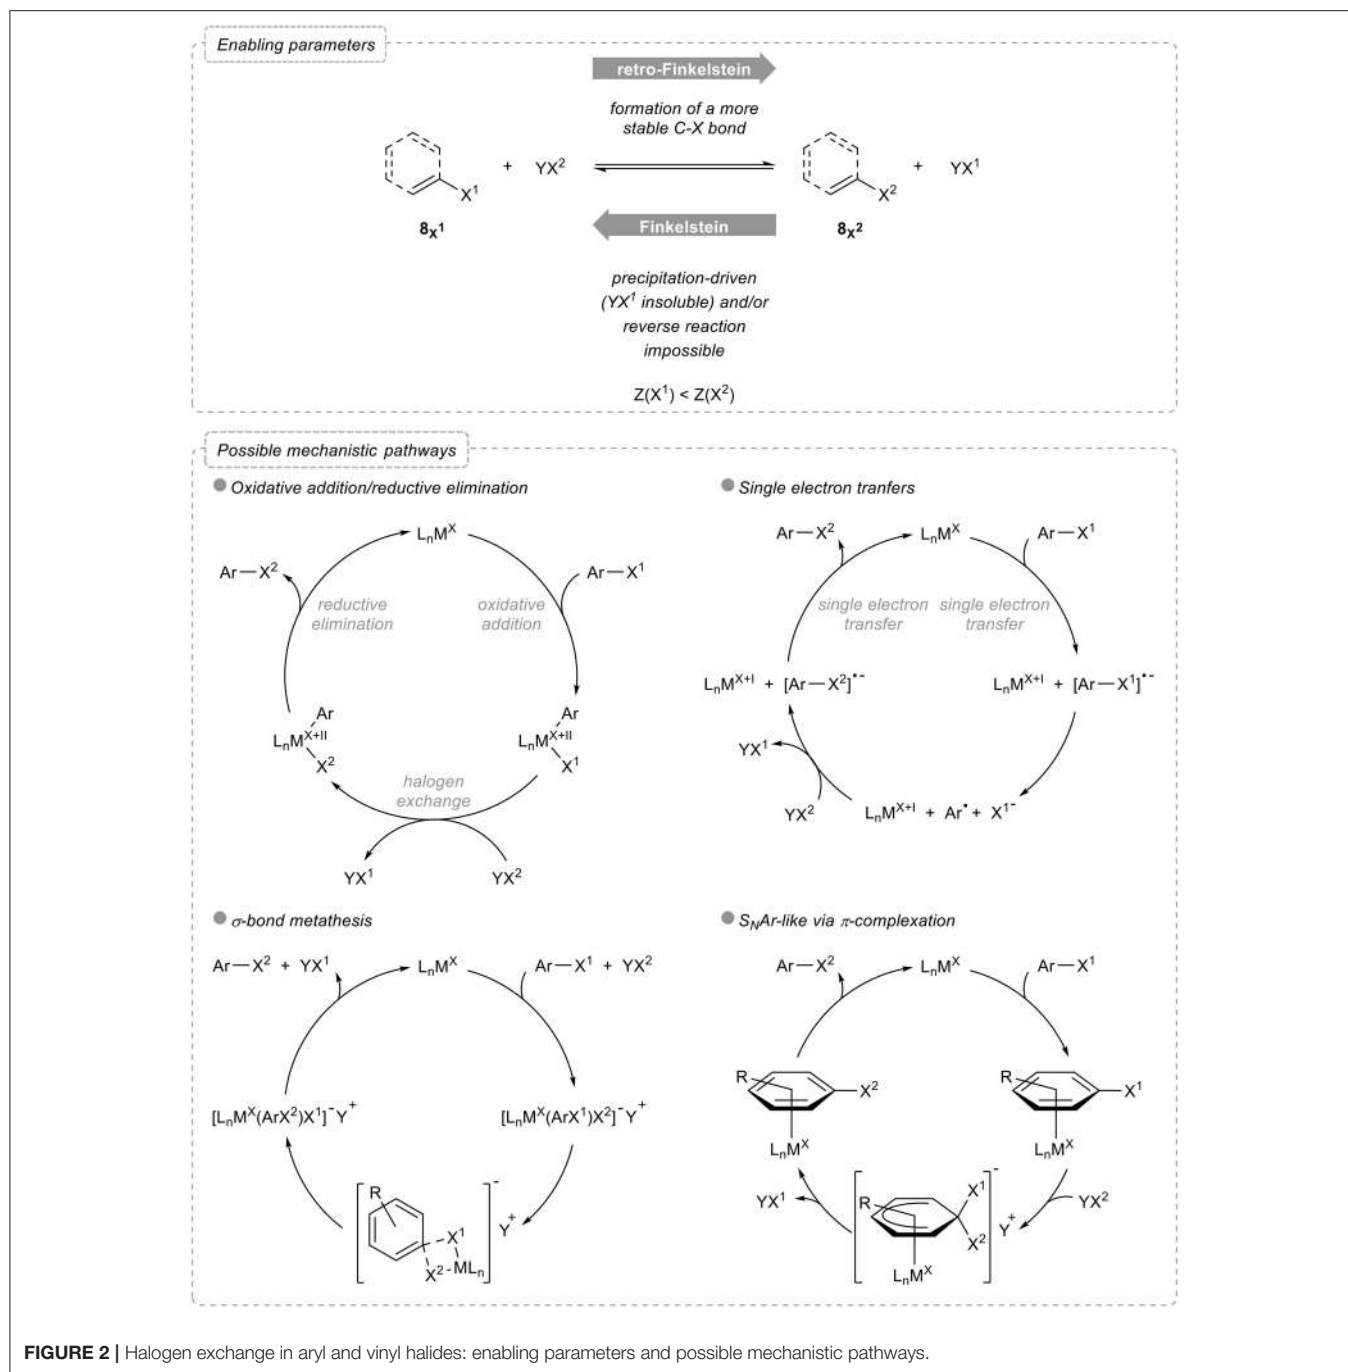 Enabling parameters
retro-Finkelstein
formation of a more
stable C-X bond
X¹ + YX² X² + YX¹
8X¹ 8X²
Finkelstein
precipitation-driven
(YX¹ insoluble) and/or
reverse reaction
impossible
Z(X¹) < Z(X²)
Possible mechanistic pathways
Oxidative addition/reductive elimination
LₙMˣ
Ar—X² Ar—X¹
reductive elimination
oxidative addition
Ar Ar
LₙM^X+II LₙM^X+II
X² X¹
halogen
exchange
YX¹ YX²
Single electron tranfers
Ar—X² LₙMˣ Ar—X¹
single electron transfer
single electron transfer
LₙM^X+I + [Ar—X²]•- LₙM^X+I + [Ar—X¹]•-
YX¹
YX² LₙM^X+I + Ar• + X¹⁻
σ-bond metathesis
Ar—X² + YX¹ LₙMˣ Ar—X¹ + YX²
[LₙMˣ(ArX²)X¹]⁻Y⁺ [LₙMˣ(ArX¹)X²]⁻Y⁺
R
X¹ - Y⁺
X²-MLₙ
SNAr-like via π-complexation
Ar—X² LₙMˣ Ar—X¹
R X² R X¹
LₙMˣ LₙMˣ
YX¹ YX²
R X¹ - Y⁺
X²
LₙMˣ
FIGURE 2 | Halogen exchange in aryl and vinyl halides: enabling parameters and possible mechanistic pathways.